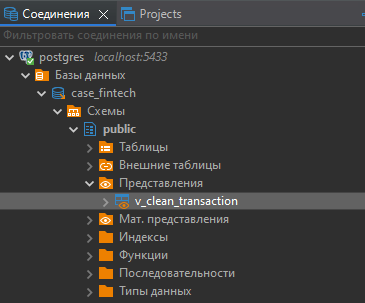 Соединения Projects
Фильтровать соединения по имени
postgres localhost:5433
Базы данных
case_fintech
Схемы
public
Таблицы
Внешние таблицы
Представления
v_clean_transaction
Мат. представления
Индексы
Функции
Последовательности
Типы данных